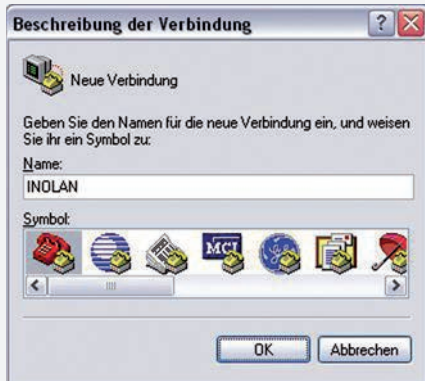 Beschreibung der Verbindung
Neue Verbindung
Geben Sie den Namen für die neue Verbindung ein, und weisen
Sie ihr ein Symbol zu:
Name:
INOLAN
Symbol:
MCI
OK Abbrechen